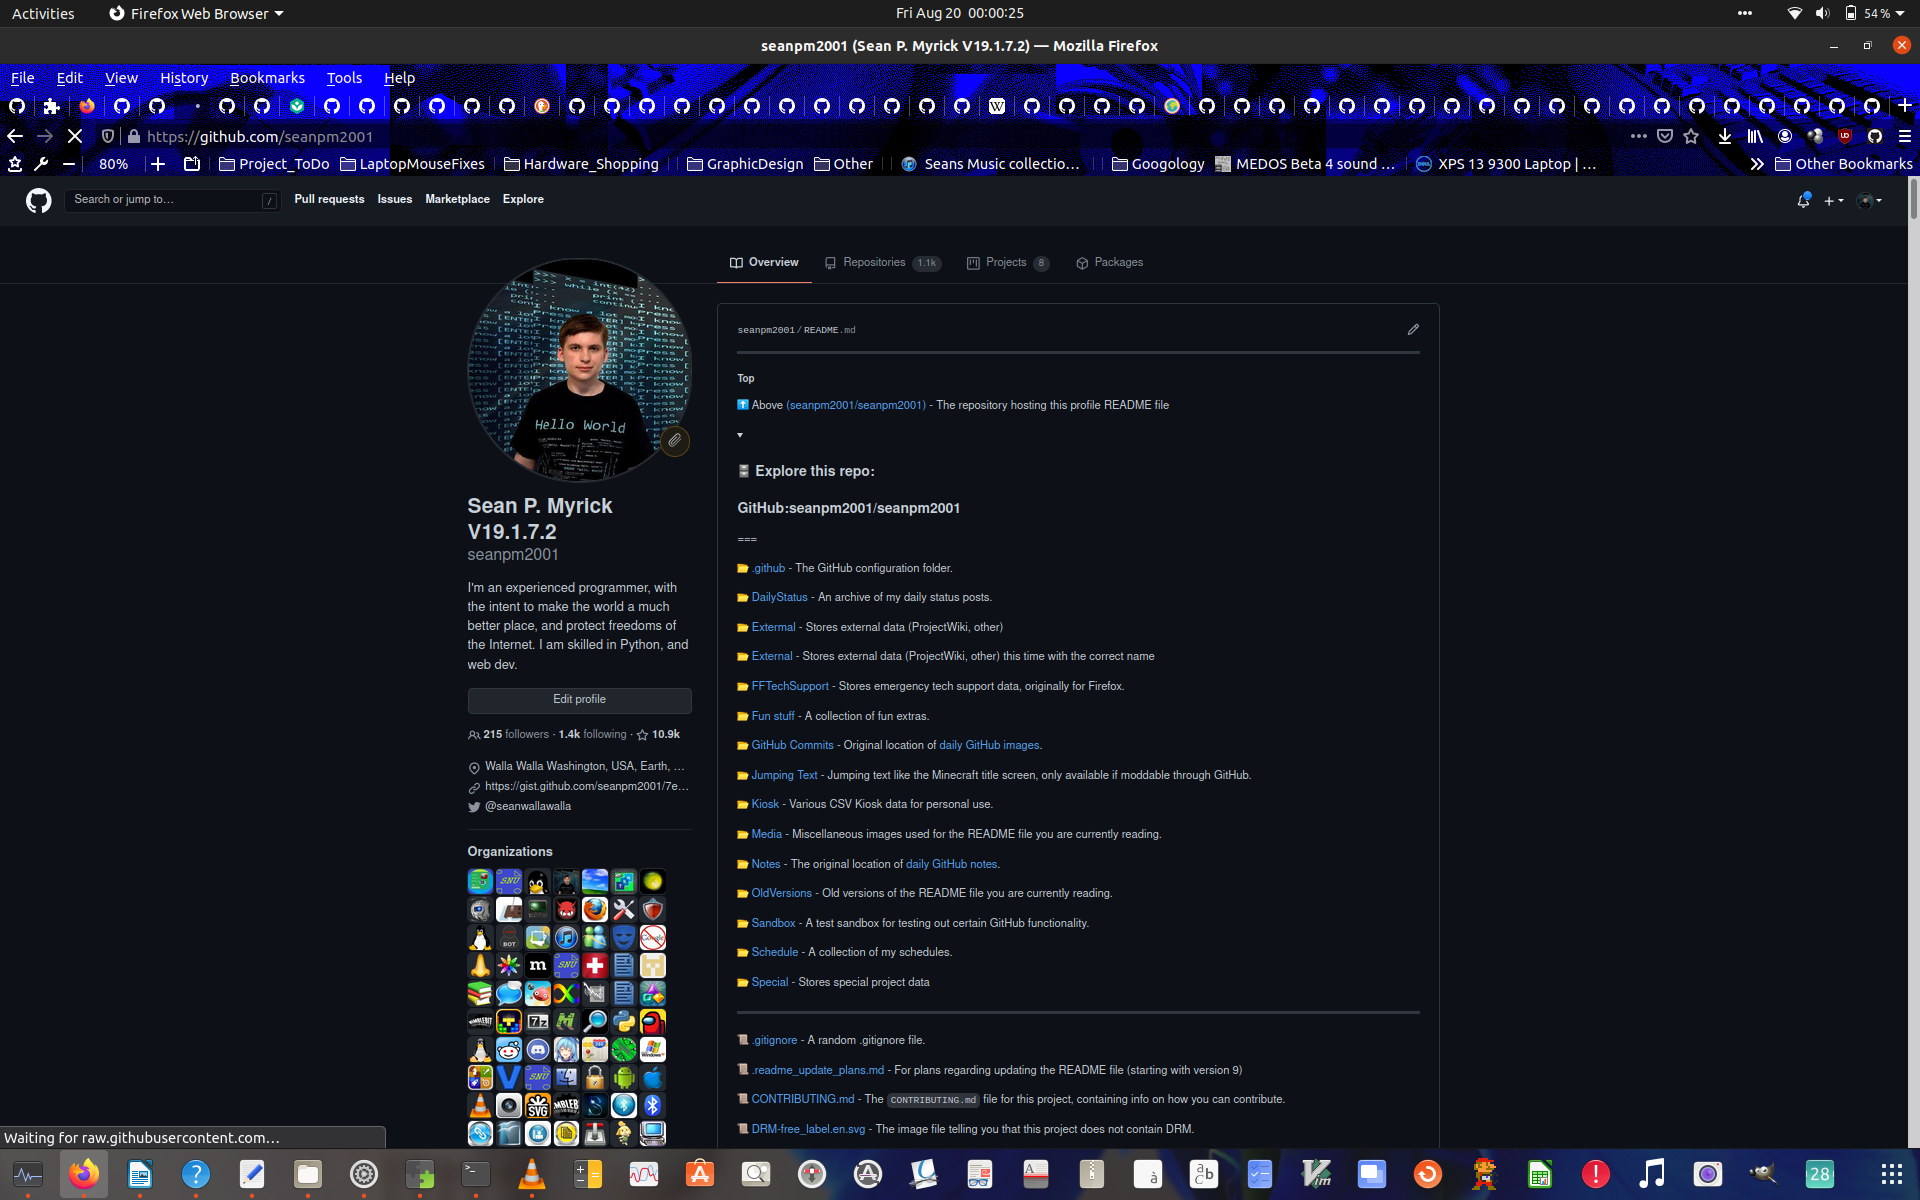 Activities
Firefox Web Browser
Fri Aug 20 00:00:25
54 %
seanpm2001 (Sean P. Myrick V19.1.7.2) — Mozilla Firefox
File Edit View History Bookmarks Tools Help
https://github.com/seanpm2001
80%
Project_ToDo
LaptopMouseFixes
Hardware_Shopping
GraphicDesign
Other
Seans Music collectio…
Googology
MEDOS Beta 4 sound …
XPS 13 9300 Laptop | …
Other Bookmarks
Search or jump to…
/
Pull requests Issues Marketplace Explore
Overview
Repositories 1.1k
Projects 8
Packages
Hello World
Sean P. Myrick
V19.1.7.2
seanpm2001
I'm an experienced programmer, with
the intent to make the world a much
better place, and protect freedoms of
the Internet. I am skilled in Python, and
web dev.
Edit profile
215 followers · 1.4k following · 10.9k
Walla Walla Washington, USA, Earth, …
https://gist.github.com/seanpm2001/7e…
@seanwallawalla
Organizations
seanpm2001/README.md
Top
Above (seanpm2001/seanpm2001) - The repository hosting this profile README file
Explore this repo:
GitHub:seanpm2001/seanpm2001
===
.github - The GitHub configuration folder.
DailyStatus - An archive of my daily status posts.
Extermal - Stores external data (ProjectWiki, other)
External - Stores external data (ProjectWiki, other) this time with the correct name
FFTechSupport - Stores emergency tech support data, originally for Firefox.
Fun stuff - A collection of fun extras.
GitHub Commits - Original location of daily GitHub images.
Jumping Text - Jumping text like the Minecraft title screen, only available if moddable through GitHub.
Kiosk - Various CSV Kiosk data for personal use.
Media - Miscellaneous images used for the README file you are currently reading.
Notes - The original location of daily GitHub notes.
OldVersions - Old versions of the README file you are currently reading.
Sandbox - A test sandbox for testing out certain GitHub functionality.
Schedule - A collection of my schedules.
Special - Stores special project data
.gitignore - A random .gitignore file.
.readme_update_plans.md - For plans regarding updating the README file (starting with version 9)
CONTRIBUTING.md - The CONTRIBUTING.md file for this project, containing info on how you can contribute.
DRM-free_label.en.svg - The image file telling you that this project does not contain DRM.
Waiting for raw.githubusercontent.com…
28